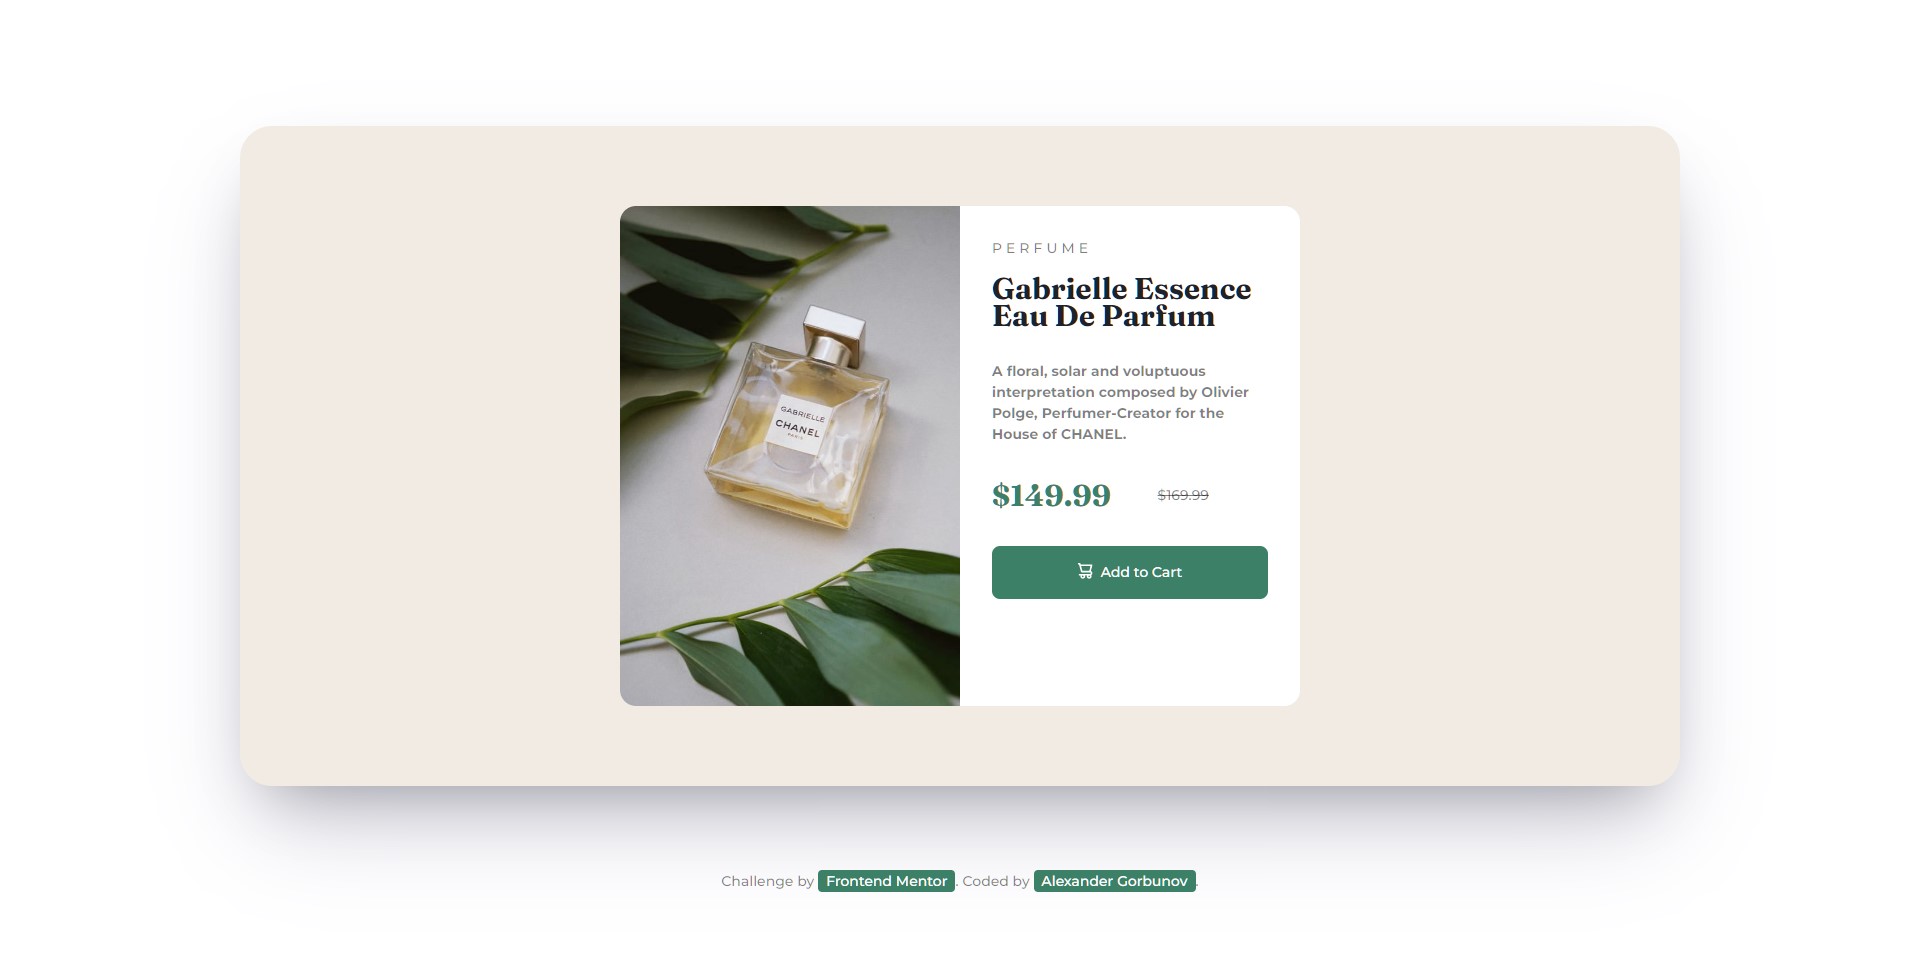 GABRIELLE
CHANEL
PARIS
PERFUME
Gabrielle Essence
Eau De Parfum
A floral, solar and voluptuous
interpretation composed by Olivier
Polge, Perfumer-Creator for the
House of CHANEL.
$149.99 $169.99
Add to Cart
Challenge by Frontend Mentor. Coded by Alexander Gorbunov.